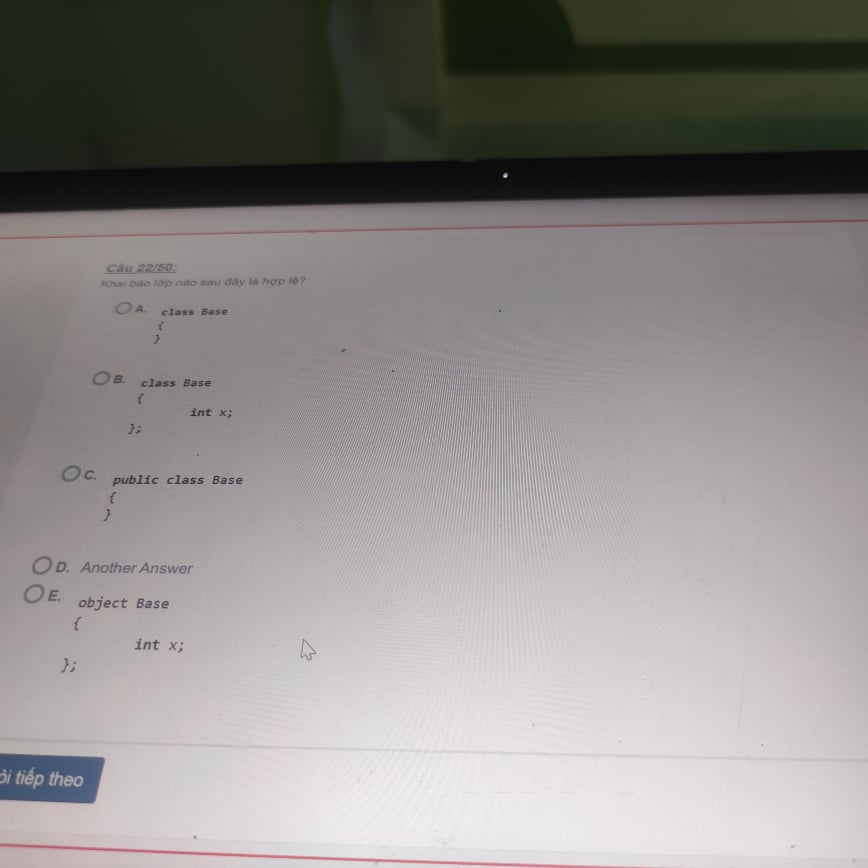 Câu 22/50:
Khai báo lớp nào sau đây là hợp lệ?
A. class Base
{
}
B. class Base
{
int x;
};
C. public class Base
{
}
D. Another Answer
E. object Base
{
int x;
};
tiếp theo